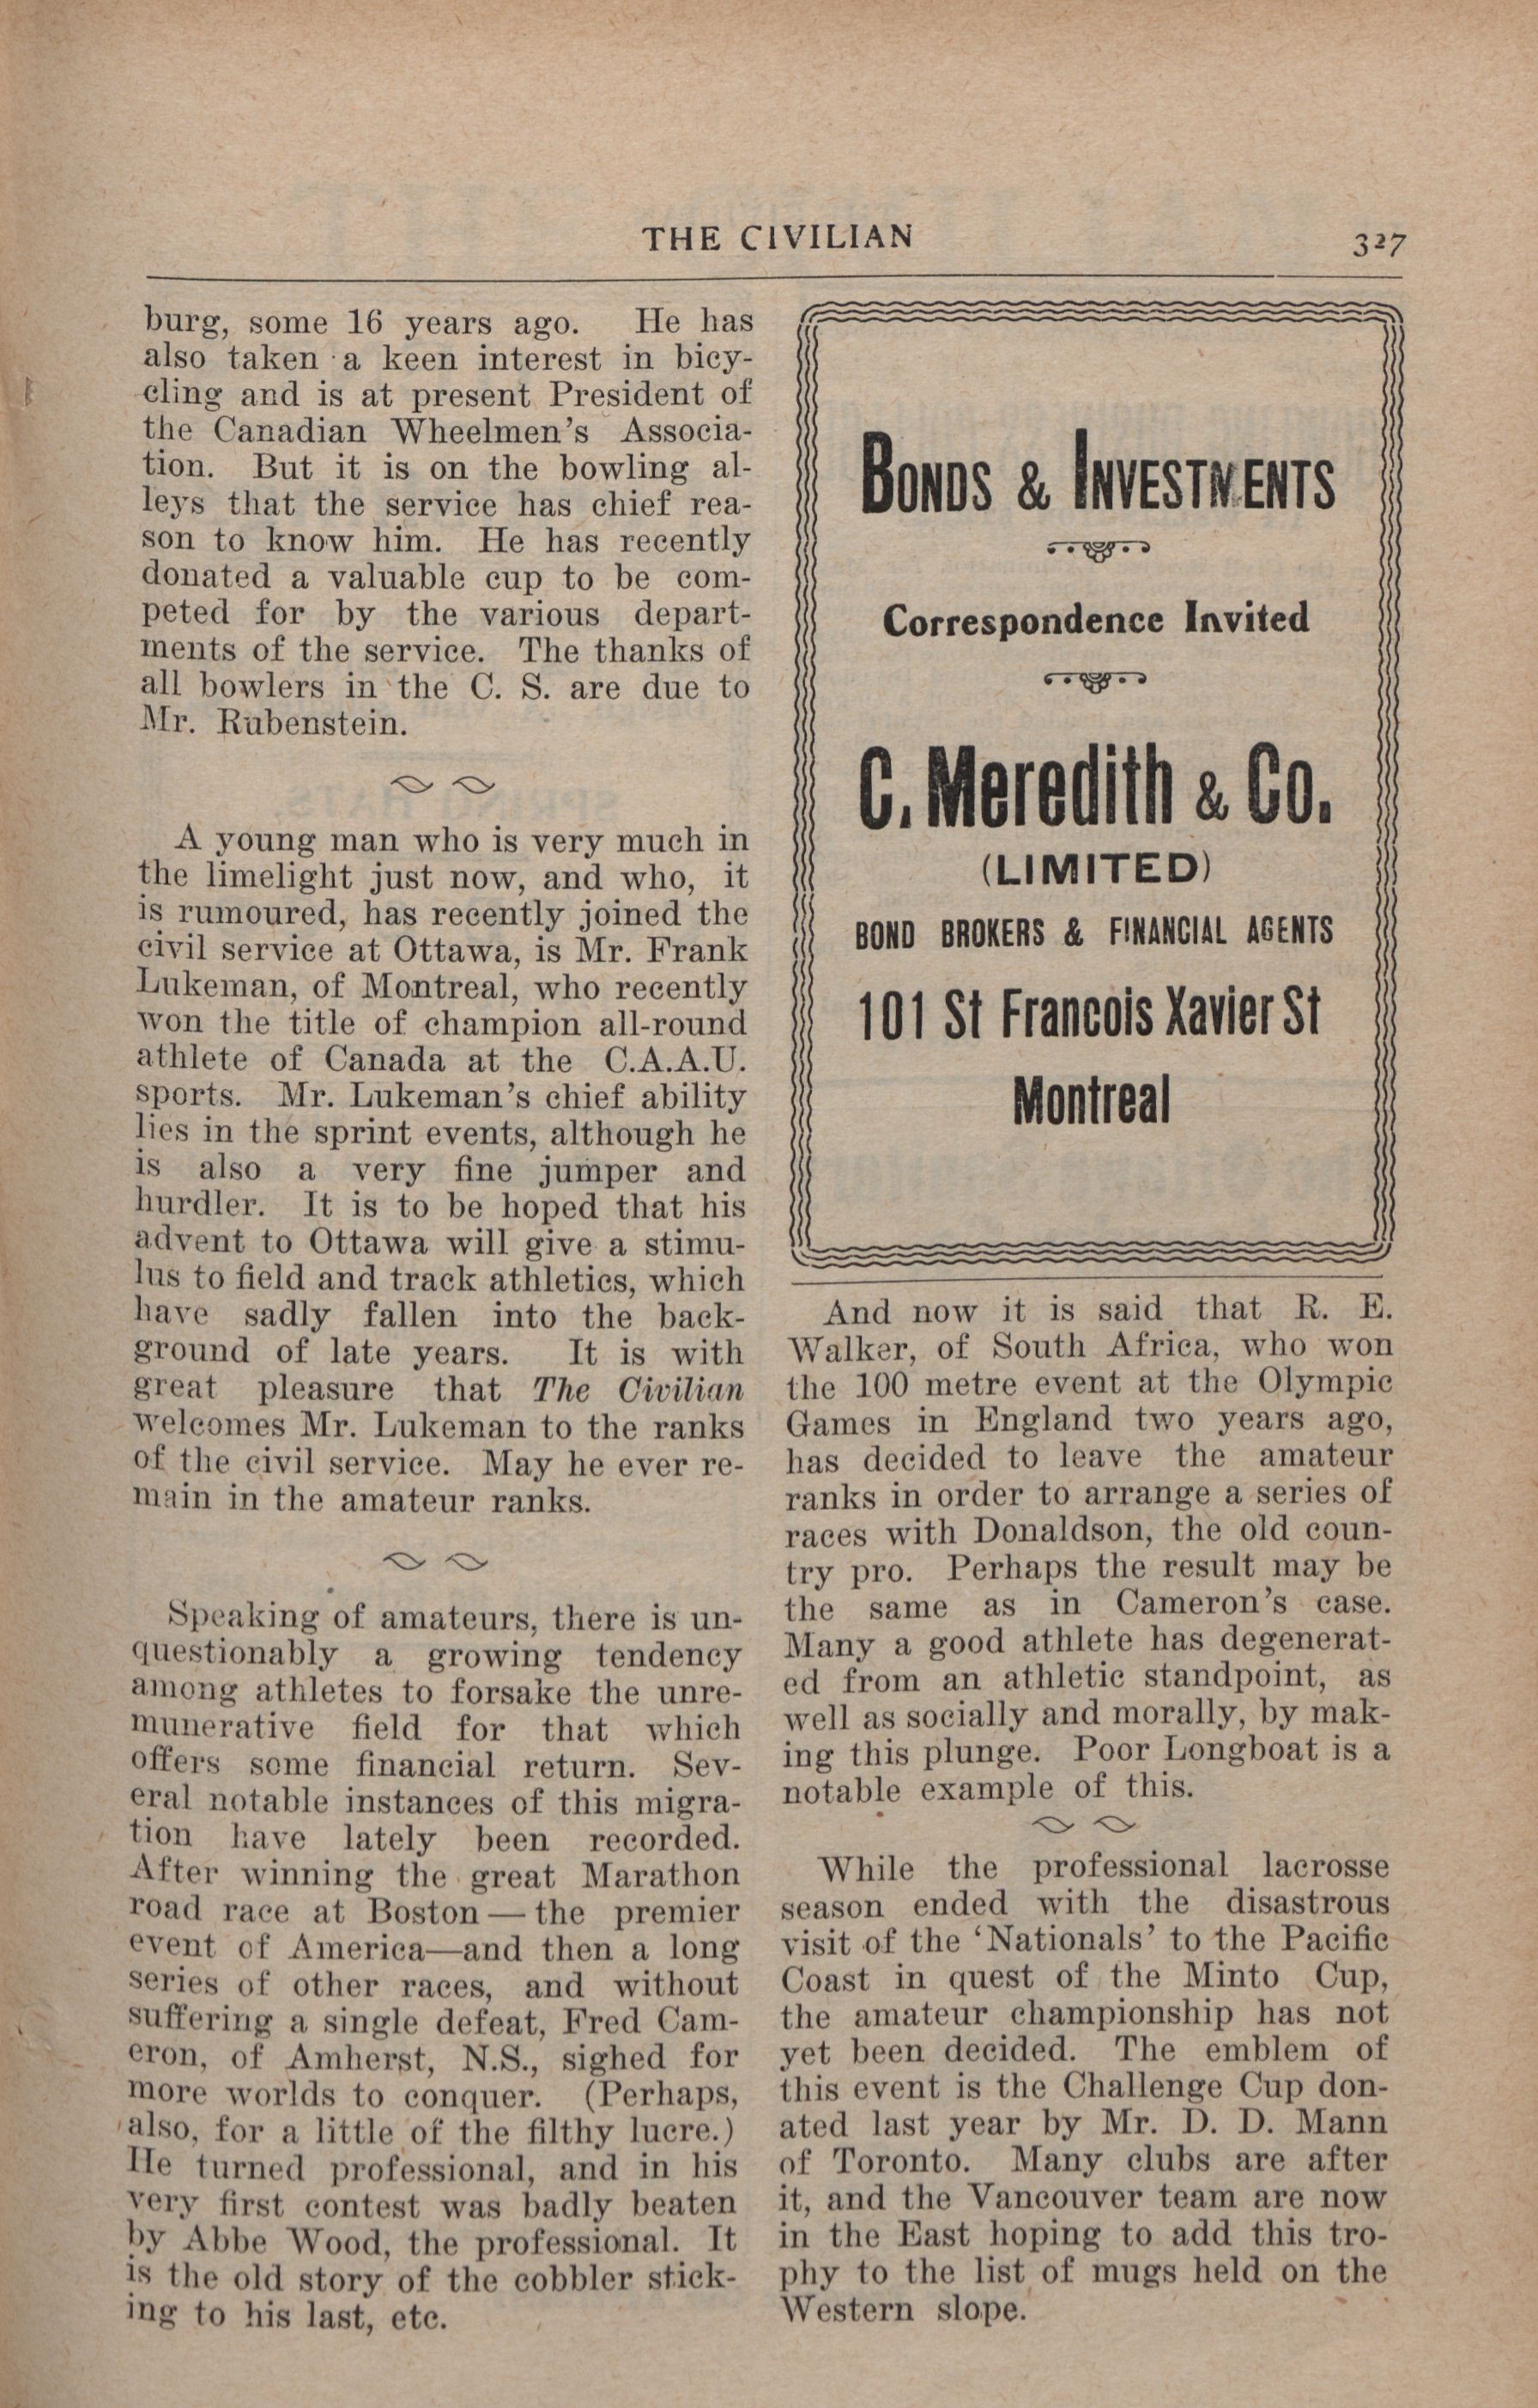 THE CIVILIAN
327
burg, some 16 years ago. He has
also taken a keen interest in bicy-
cling and is at present President of
the Canadian Wheelmen's Associa-
tion. But it is on the bowling al-
leys that the service has chief rea-
son to know him. He has recently
donated a valuable cup to be com-
peted for by the various depart-
ments of the service. The thanks of
all bowlers in the C. S. are due to
Mr. Rubenstein.
A young man who is very much in
the limelight just now, and who, it
is rumoured, has recently joined the
civil service at Ottawa, is Mr. Frank
Lukeman, of Montreal, who recently
won the title of champion all-round
athlete of Canada at the C.A.A.U.
sports. Mr. Lukeman's chief ability
lies in the sprint events, although he
is also a very fine jumper and
hurdler. It is to be hoped that his
advent to Ottawa will give a stimu-
lus to field and track athletics, which
have sadly fallen into the back-
ground of late years. It is with
great pleasure that The Civilian
welcomes Mr. Lukeman to the ranks
of the civil service. May he ever re-
main in the amateur ranks.
Speaking of amateurs, there is un-
questionably a growing tendency
among athletes to forsake the unre-
munerative field for that which
offers some financial return. Sev-
eral notable instances of this migra-
tion have lately been recorded.
After winning the great Marathon
road race at Boston — the premier
event of America—and then a long
series of other races, and without
suffering a single defeat, Fred Cam-
eron, of Amherst, N.S., sighed for
more worlds to conquer. (Perhaps,
also, for a little of the filthy lucre.)
He turned professional, and in his
very first contest was badly beaten
by Abbe Wood, the professional. It
is the old story of the cobbler stick-
ing to his last, etc.
BONDS & INVESTMENTS
Correspondence Invited
C. Meredith & Co.
(LIMITED)
BOND BROKERS & FINANCIAL AGENTS
101 St Francois Xavier St
Montreal
And now it is said that R. E.
Walker, of South Africa, who won
the 100 metre event at the Olympic
Games in England two years ago,
has decided to leave the amateur
ranks in order to arrange a series of
races with Donaldson, the old coun-
try pro. Perhaps the result may be
the same as in Cameron's case.
Many a good athlete has degenerat-
ed from an athletic standpoint, as
well as socially and morally, by mak-
ing this plunge. Poor Longboat is a
notable example of this.
While the professional lacrosse
season ended with the disastrous
visit of the 'Nationals' to the Pacific
Coast in quest of the Minto Cup,
the amateur championship has not
yet been decided. The emblem of
this event is the Challenge Cup don-
ated last year by Mr. D. D. Mann
of Toronto. Many clubs are after
it, and the Vancouver team are now
in the East hoping to add this tro-
phy to the list of mugs held on the
Western slope.